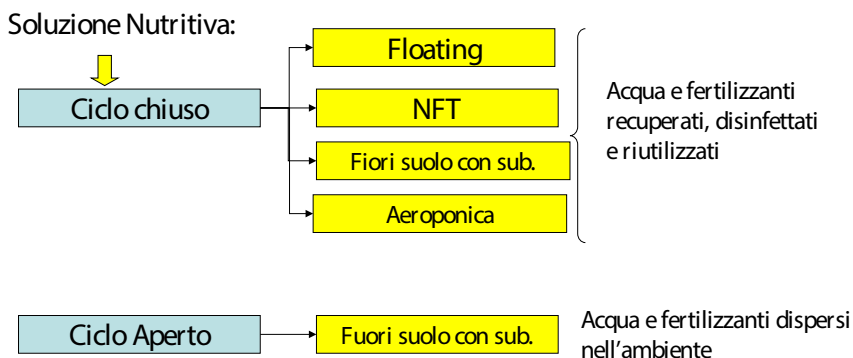 Soluzione Nutritiva:
Floating
Ciclo chiuso
NFT
Fiori suolo con sub.
Aeroponica
Acqua e fertilizzanti
recuperati, disinfettati
e riutilizzati
Ciclo Aperto
Fuori suolo con sub.
Acqua e fertilizzanti dispersi
nell'ambiente